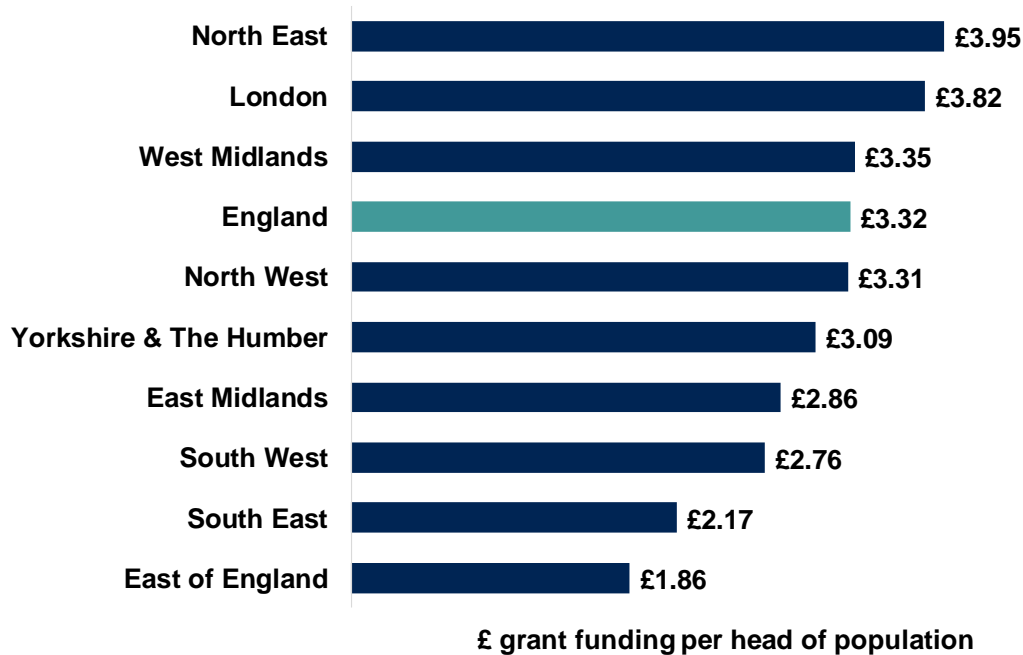 North East £3.95
London £3.82
West Midlands £3.35
England £3.32
North West £3.31
Yorkshire & The Humber £3.09
East Midlands £2.86
South West £2.76
South East £2.17
East of England £1.86
£ grant funding per head of population